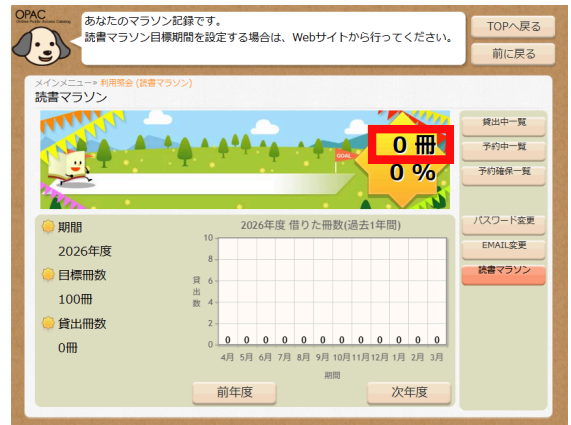 OPAC
Online Public Access Catalog
あなたのマラソン記録です。
読書マラソン目標期間を設定する場合は、Webサイトから行ってください。
TOPへ戻る
前に戻る
メインメニュー> 利用照会 (読書マラソン)
読書マラソン
GOAL
0 冊
0 %
貸出中一覧
予約中一覧
予約確保一覧
パスワード変更
EMAIL変更
読書マラソン
期間
2026年度
目標冊数
100冊
貸出冊数
0冊
2026年度 借りた冊数(過去1年間)
10
8
6
4
2
0
貸出数
0 0 0 0 0 0 0 0 0 0 0 0
4月 5月 6月 7月 8月 9月 10月 11月 12月 1月 2月 3月
期間
前年度
次年度